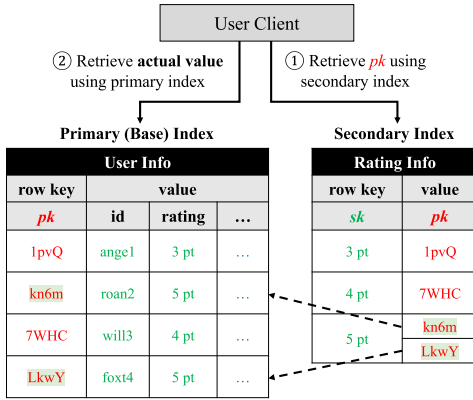 User Client
② Retrieve actual value
using primary index
① Retrieve pk using
secondary index
Primary (Base) Index
User Info
row key value
pk id rating ...
1pvQ ange1 3 pt ...
kn6m roan2 5 pt ...
7WHC will3 4 pt ...
LkwY foxt4 5 pt ...
Secondary Index
Rating Info
row key value
sk pk
3 pt 1pvQ
4 pt 7WHC
5 pt kn6m
LkwY